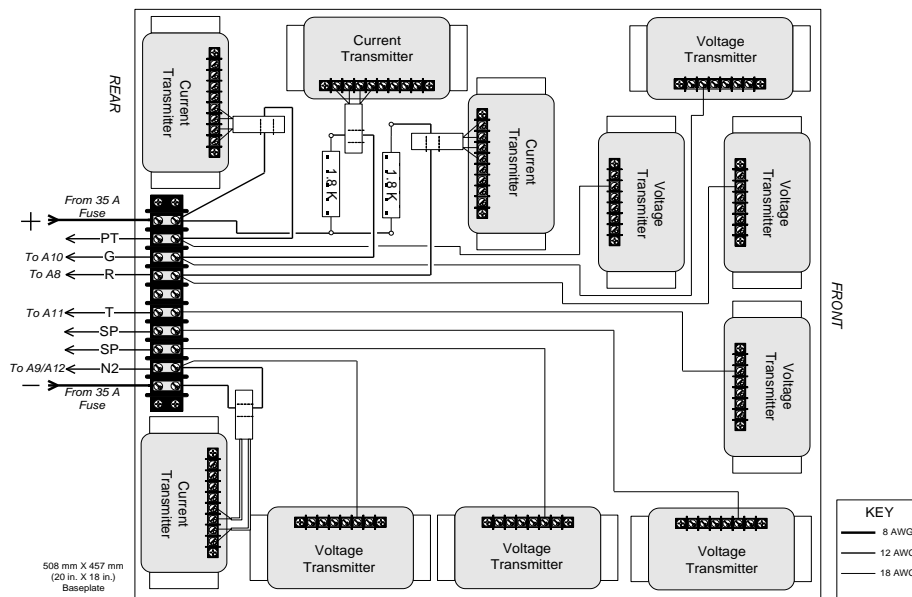 Current
Transmitter
Voltage
Transmitter
REAR
Current
Transmitter
Current
Transmitter
1.8 K
1.8 K
Voltage
Transmitter
Voltage
Transmitter
From 35 A
Fuse
+
PT
To A10
G
To A8
R
To A11
T
SP
SP
To A9/A12
N2
−
From 35 A
Fuse
FRONT
Voltage
Transmitter
Current
Transmitter
Voltage
Transmitter
Voltage
Transmitter
Voltage
Transmitter
508 mm X 457 mm
(20 in. X 18 in.)
Baseplate
KEY
8 AWG
12 AWG
18 AWG